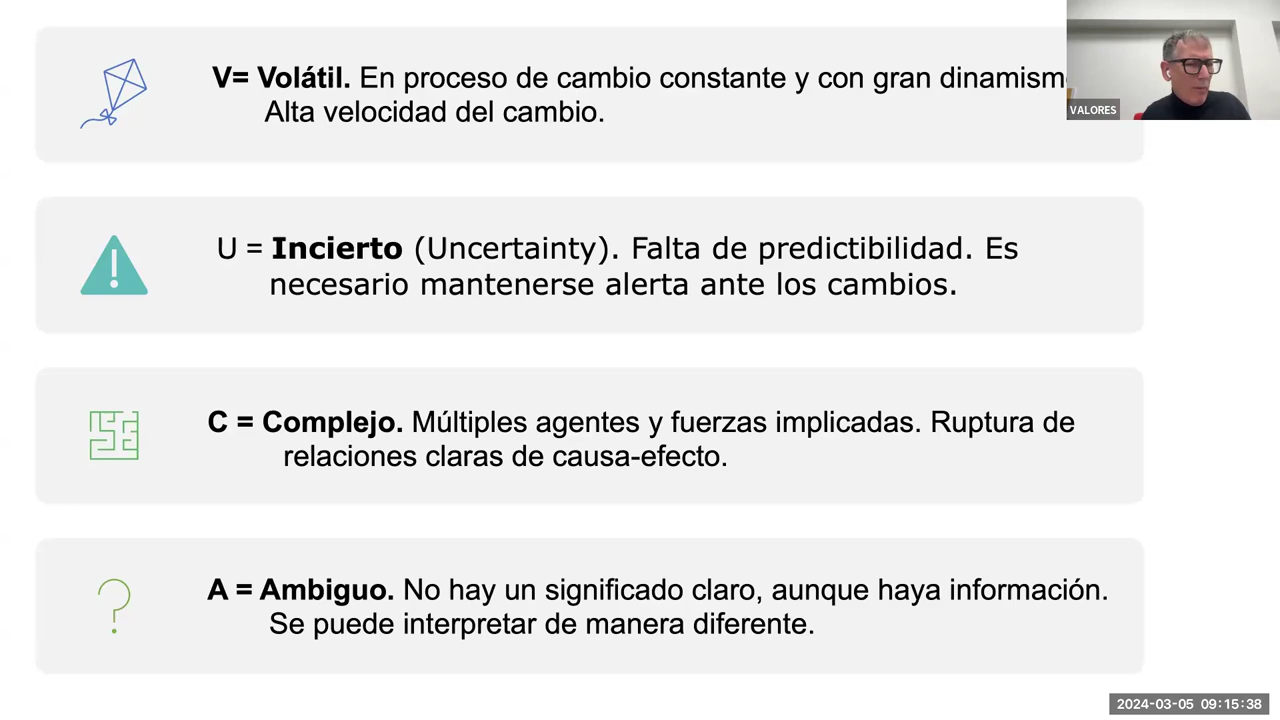 V= Volátil. En proceso de cambio constante y con gran dinamismo
Alta velocidad del cambio.
VALORES
U = Incierto (Uncertainty). Falta de predictibilidad. Es
necesario mantenerse alerta ante los cambios.
C = Complejo. Múltiples agentes y fuerzas implicadas. Ruptura de
relaciones claras de causa-efecto.
A = Ambiguo. No hay un significado claro, aunque haya información.
Se puede interpretar de manera diferente.
2024-03-05 09:15:38